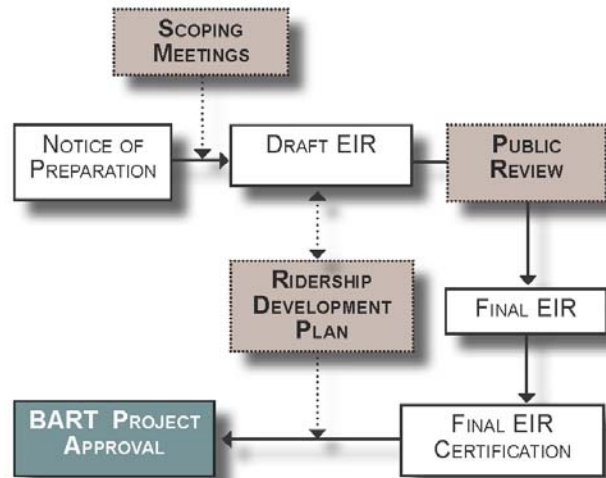 SCOPING
MEETINGS
NOTICE OF
PREPARATION
DRAFT EIR
PUBLIC
REVIEW
RIDERSHIP
DEVELOPMENT
PLAN
FINAL EIR
BART PROJECT
APPROVAL
FINAL EIR
CERTIFICATION